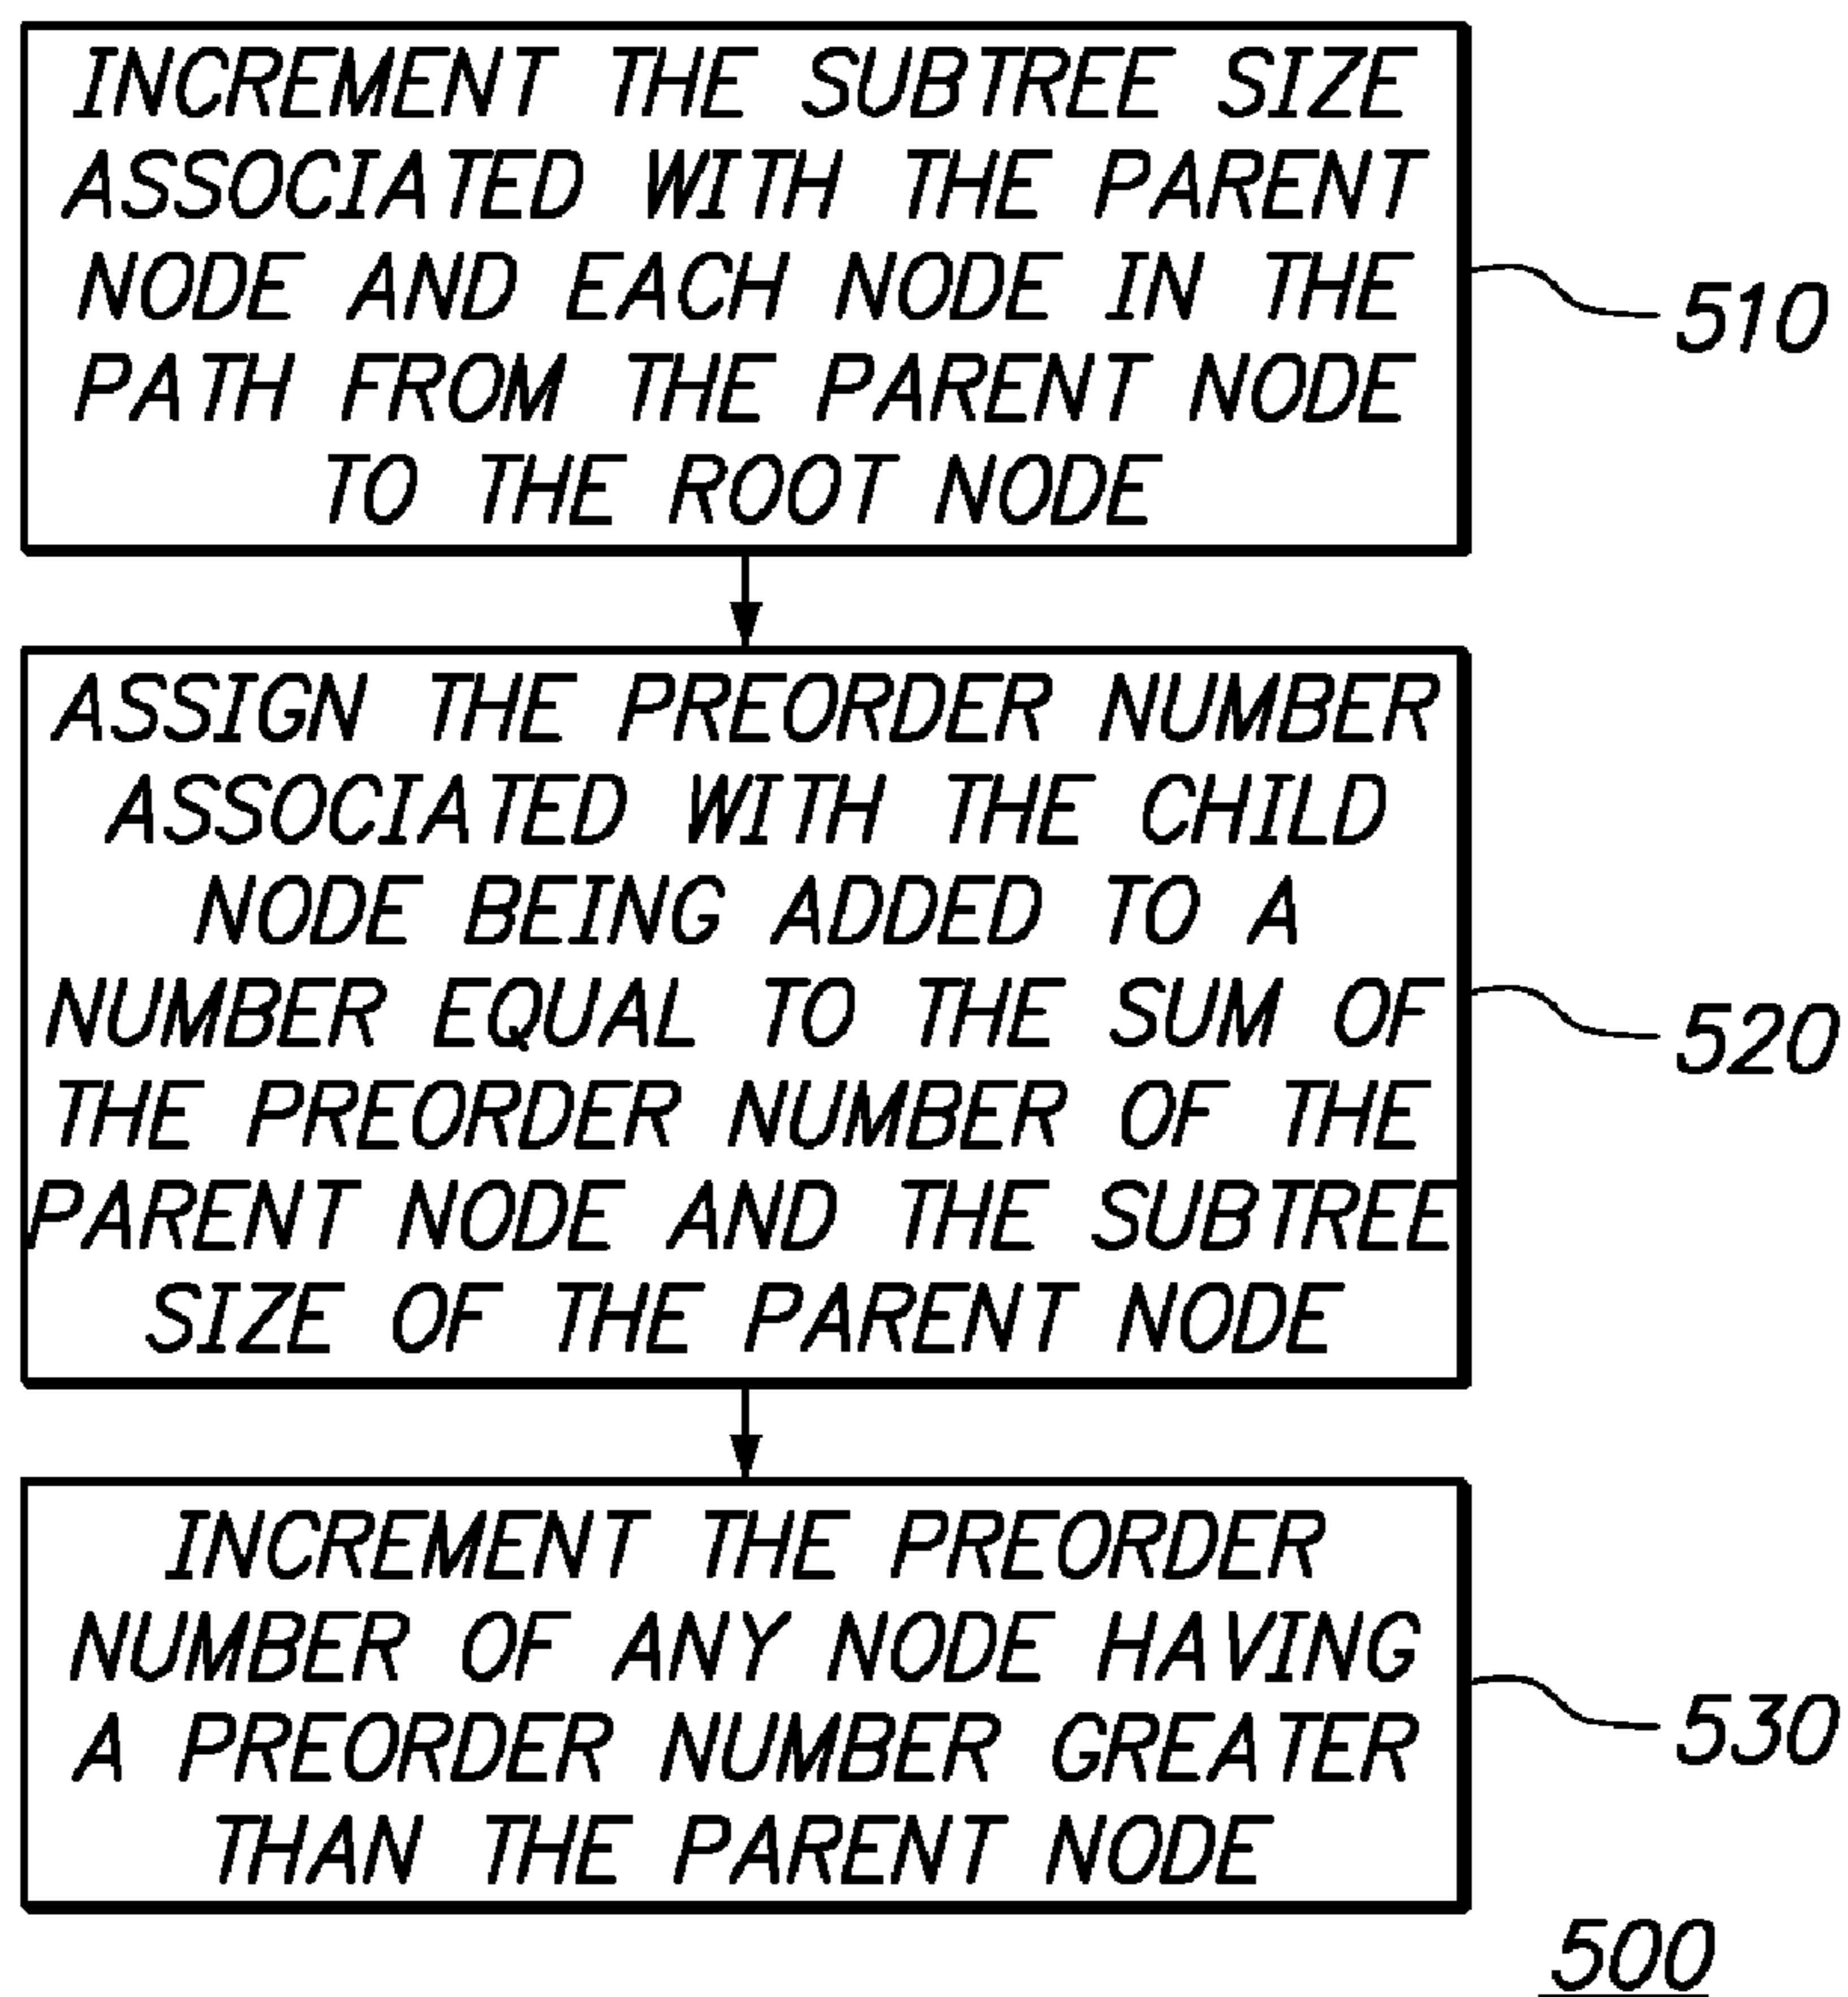 INCREMENT THE SUBTREE SIZE
ASSOCIATED WITH THE PARENT
NODE AND EACH NODE IN THE
PATH FROM THE PARENT NODE
TO THE ROOT NODE
510
ASSIGN THE PREORDER NUMBER
ASSOCIATED WITH THE CHILD
NODE BEING ADDED TO A
NUMBER EQUAL TO THE SUM OF
THE PREORDER NUMBER OF THE
PARENT NODE AND THE SUBTREE
SIZE OF THE PARENT NODE
520
INCREMENT THE PREORDER
NUMBER OF ANY NODE HAVING
A PREORDER NUMBER GREATER
THAN THE PARENT NODE
530
500